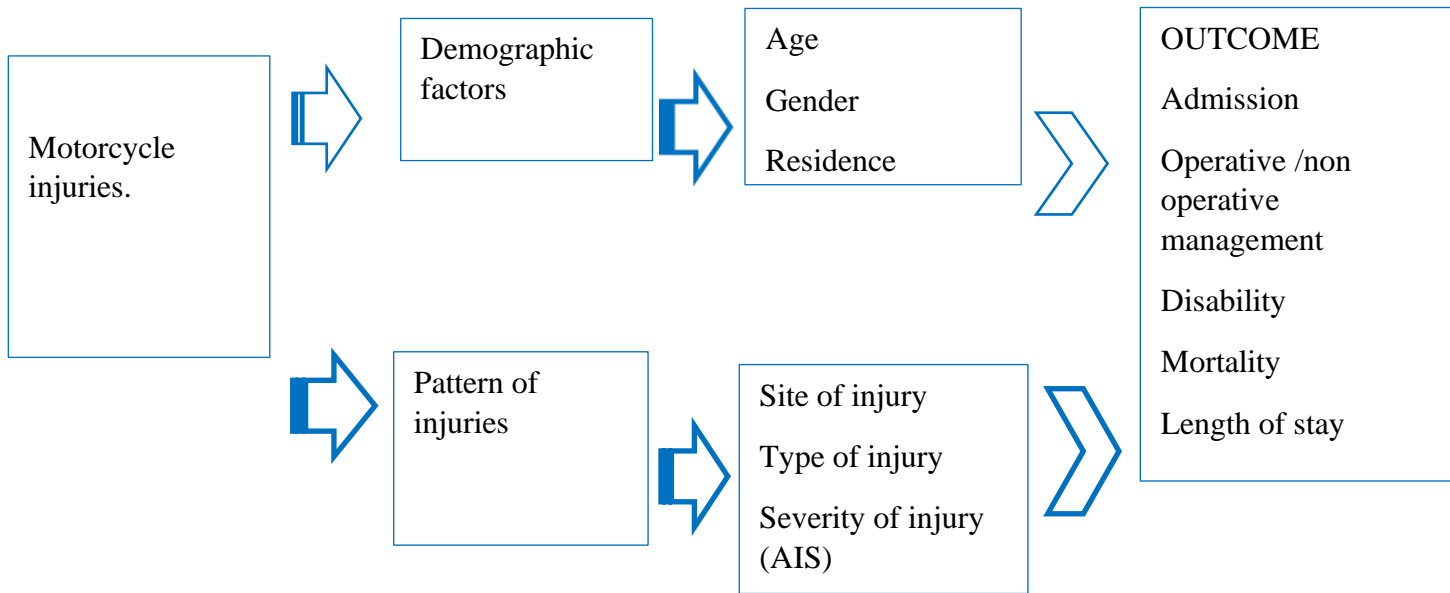 Motorcycle
injuries.
Demographic
factors
Age
Gender
Residence
Pattern of
injuries
Site of injury
Type of injury
Severity of injury
(AIS)
OUTCOME
Admission
Operative /non
operative
management
Disability
Mortality
Length of stay